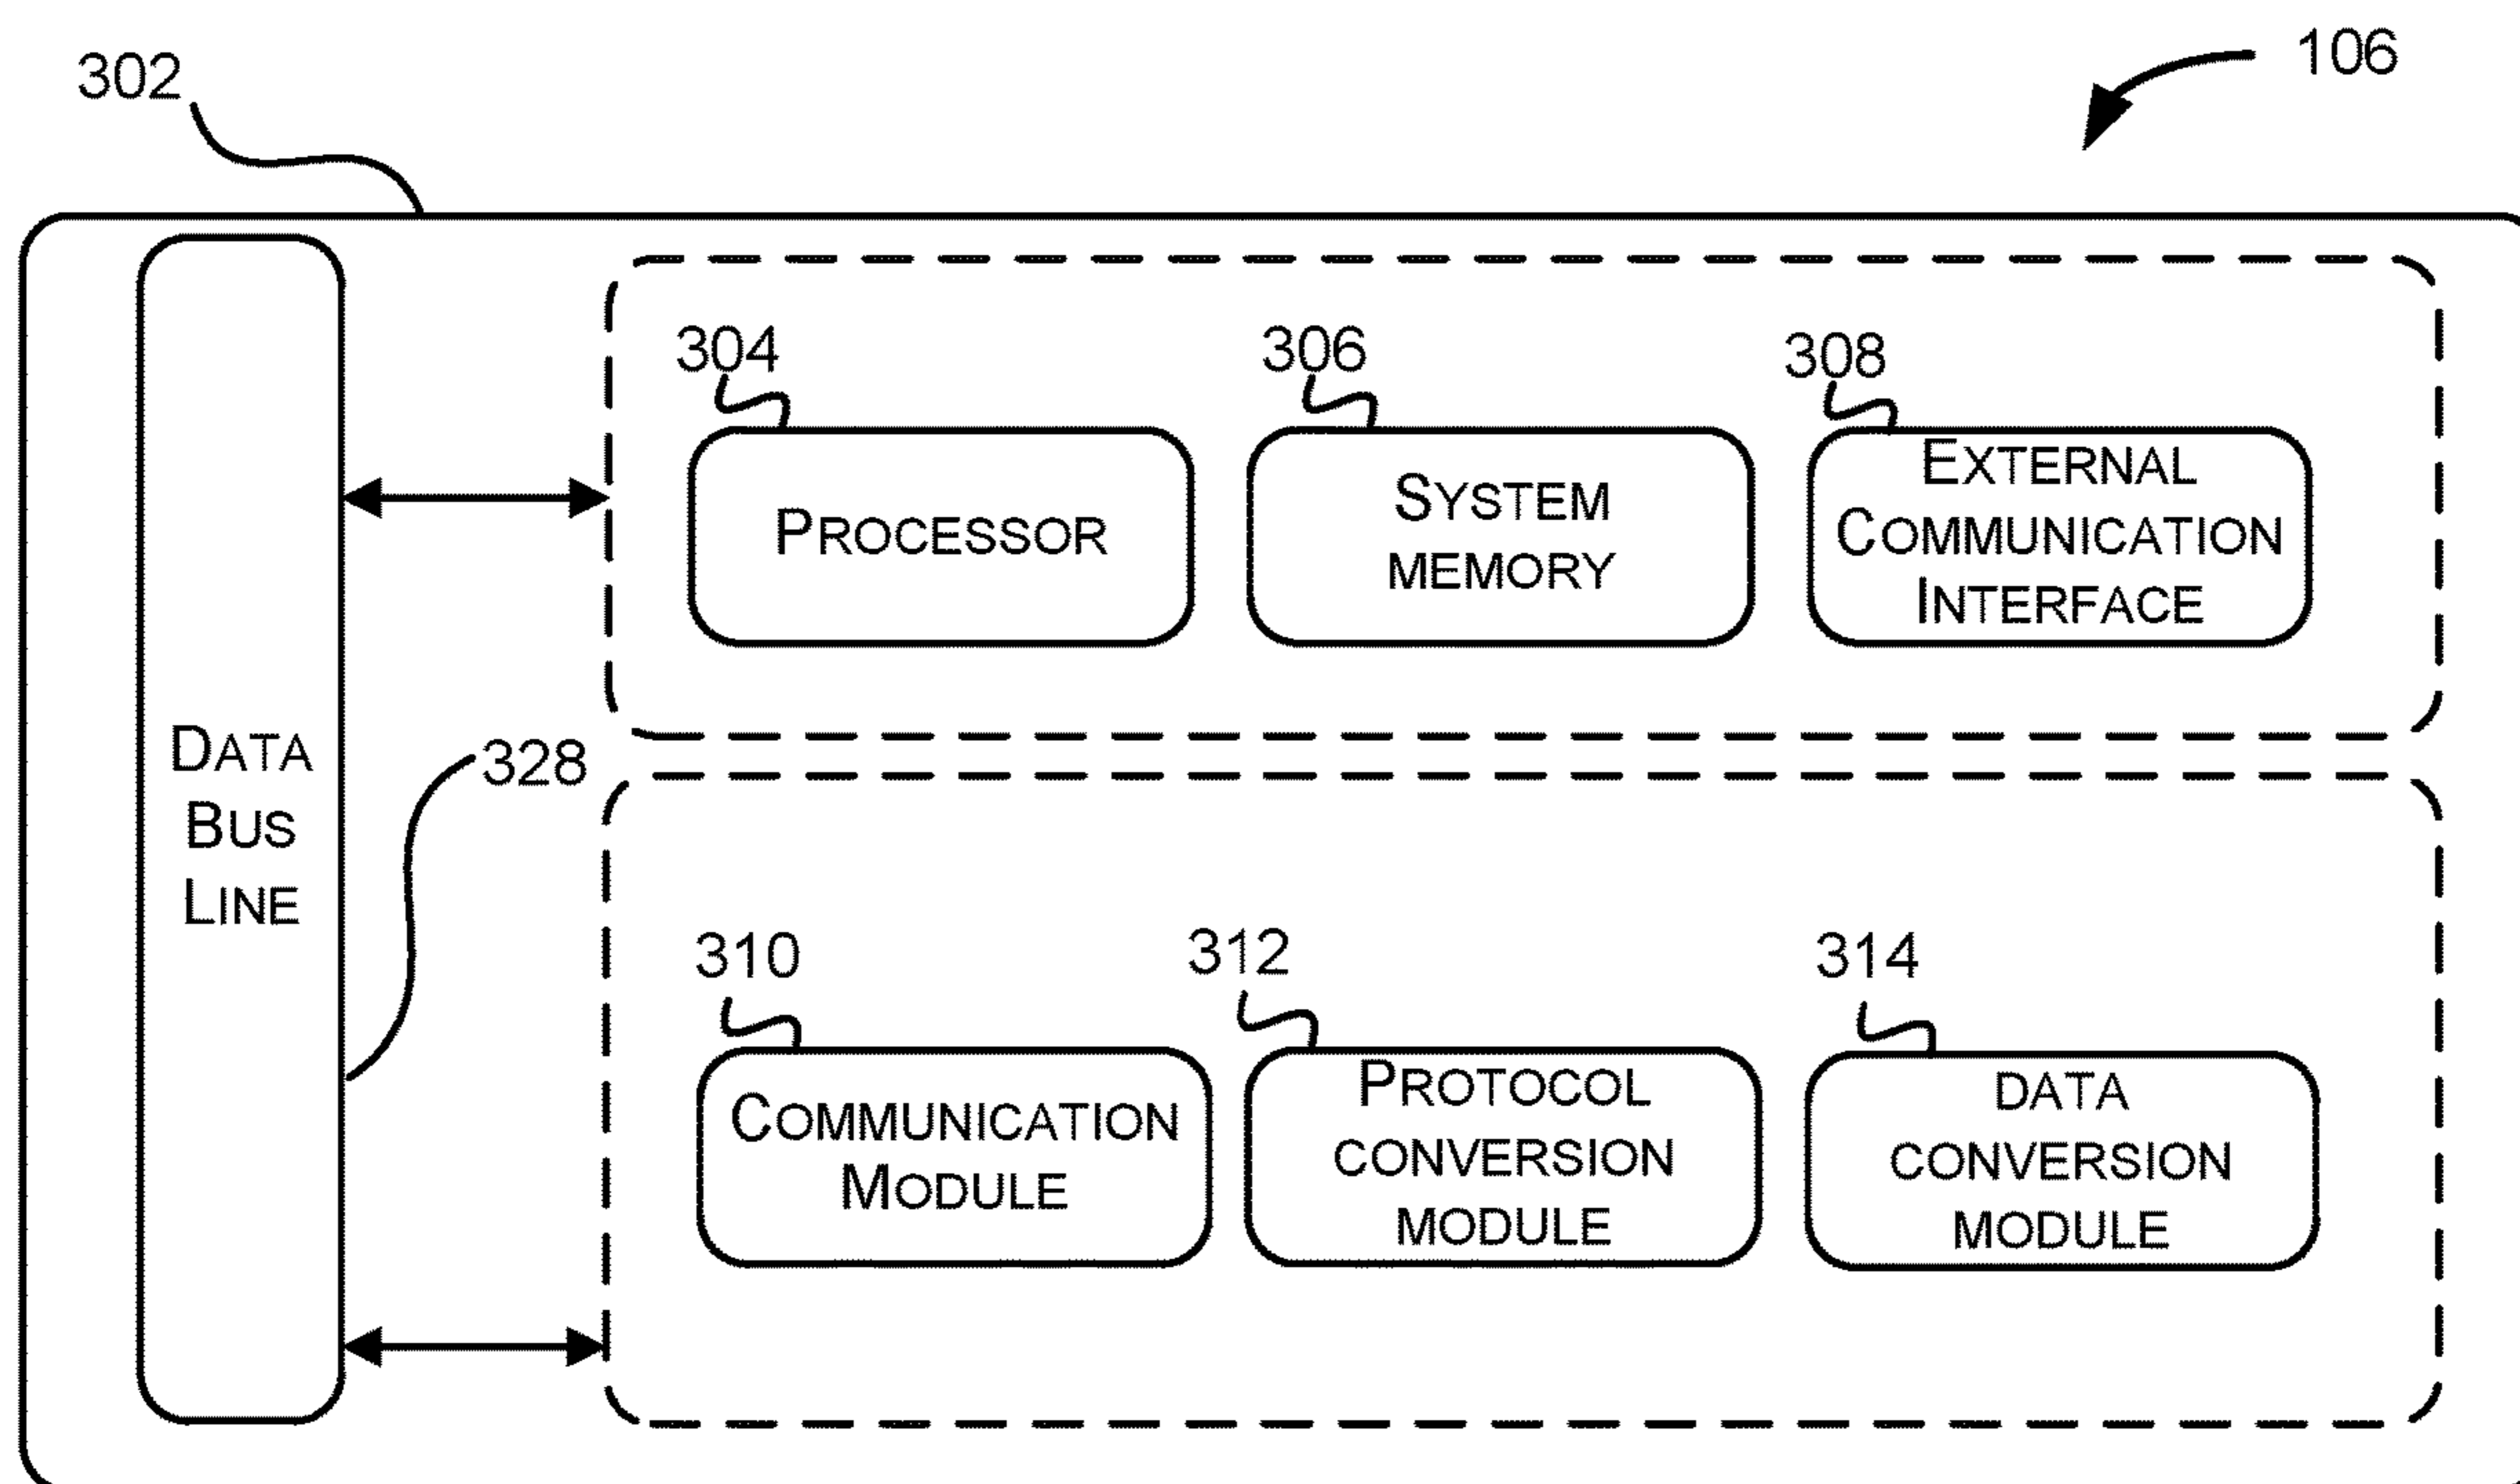 302
106
304
306
308
PROCESSOR
SYSTEM
MEMORY
EXTERNAL
COMMUNICATION
INTERFACE
DATA
BUS
LINE
328
310
312
314
COMMUNICATION
MODULE
PROTOCOL
CONVERSION
MODULE
DATA
CONVERSION
MODULE